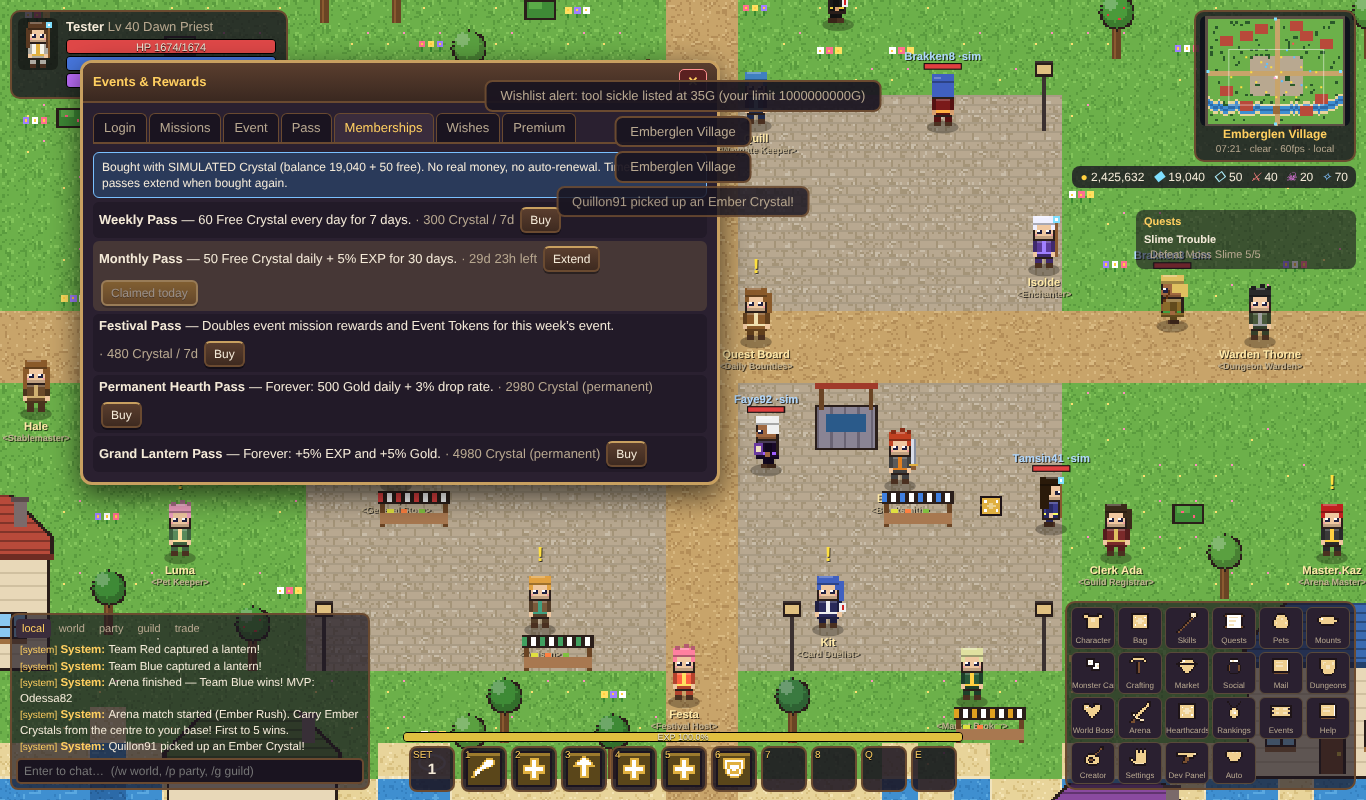 Tester Lv 40 Dawn Priest
HP 1674/1674
Events & Rewards
Login
Missions
Event
Pass
Memberships
Wishes
Premium
Bought with SIMULATED Crystal (balance 19,040 + 50 free). No real money, no auto-renewal.
passes extend when bought again.
Weekly Pass — 60 Free Crystal every day for 7 days. · 300 Crystal / 7d Buy
Monthly Pass — 50 Free Crystal daily + 5% EXP for 30 days. · 29d 23h left Extend
Claimed today
Festival Pass — Doubles event mission rewards and Event Tokens for this week's event.
· 480 Crystal / 7d Buy
Permanent Hearth Pass — Forever: 500 Gold daily + 3% drop rate. · 2980 Crystal (permanent)
Buy
Grand Lantern Pass — Forever: +5% EXP and +5% Gold. · 4980 Crystal (permanent) Buy
Wishlist alert: tool sickle listed at 35G (your limit 1000000000G)
Emberglen Village
Emberglen Village
Quillon91 picked up an Ember Crystal!
Brakken8 ·sim
Emberglen Village
07:21 · clear · 60fps · local
2,425,632 19,040 50 40 20 70
Quests
Slime Trouble
Defeat Moss Slime 5/5
!
Isolde
<Enchanter>
Quest Board
<Daily Bounties>
Warden Thorne
<Dungeon Warden>
Hale
<Stablemaster>
Faye92 ·sim
Tamsin41 ·sim
!
Luma
<Pet Keeper>
Clerk Ada
<Guild Registrar>
Master Kaz
<Arena Master>
!
!
Kit
<Card Duelist>
Festa
<Festival Host>
local world party guild trade
[system] System: Team Red captured a lantern!
[system] System: Team Blue captured a lantern!
[system] System: Arena finished — Team Blue wins! MVP:
Odessa82
[system] System: Arena match started (Ember Rush). Carry Ember
Crystals from the centre to your base! First to 5 wins.
[system] System: Quillon91 picked up an Ember Crystal!
Enter to chat… (/w world, /p party, /g guild)
EXP 100.0%
SET
1
1 2 3 4 5 6 7 8 Q E
Character Bag Skills Quests Pets Mounts
Monster Ca Crafting Market Social Mail Dungeons
World Boss Arena Hearthcards Rankings Events Help
Creator Settings Dev Panel Auto